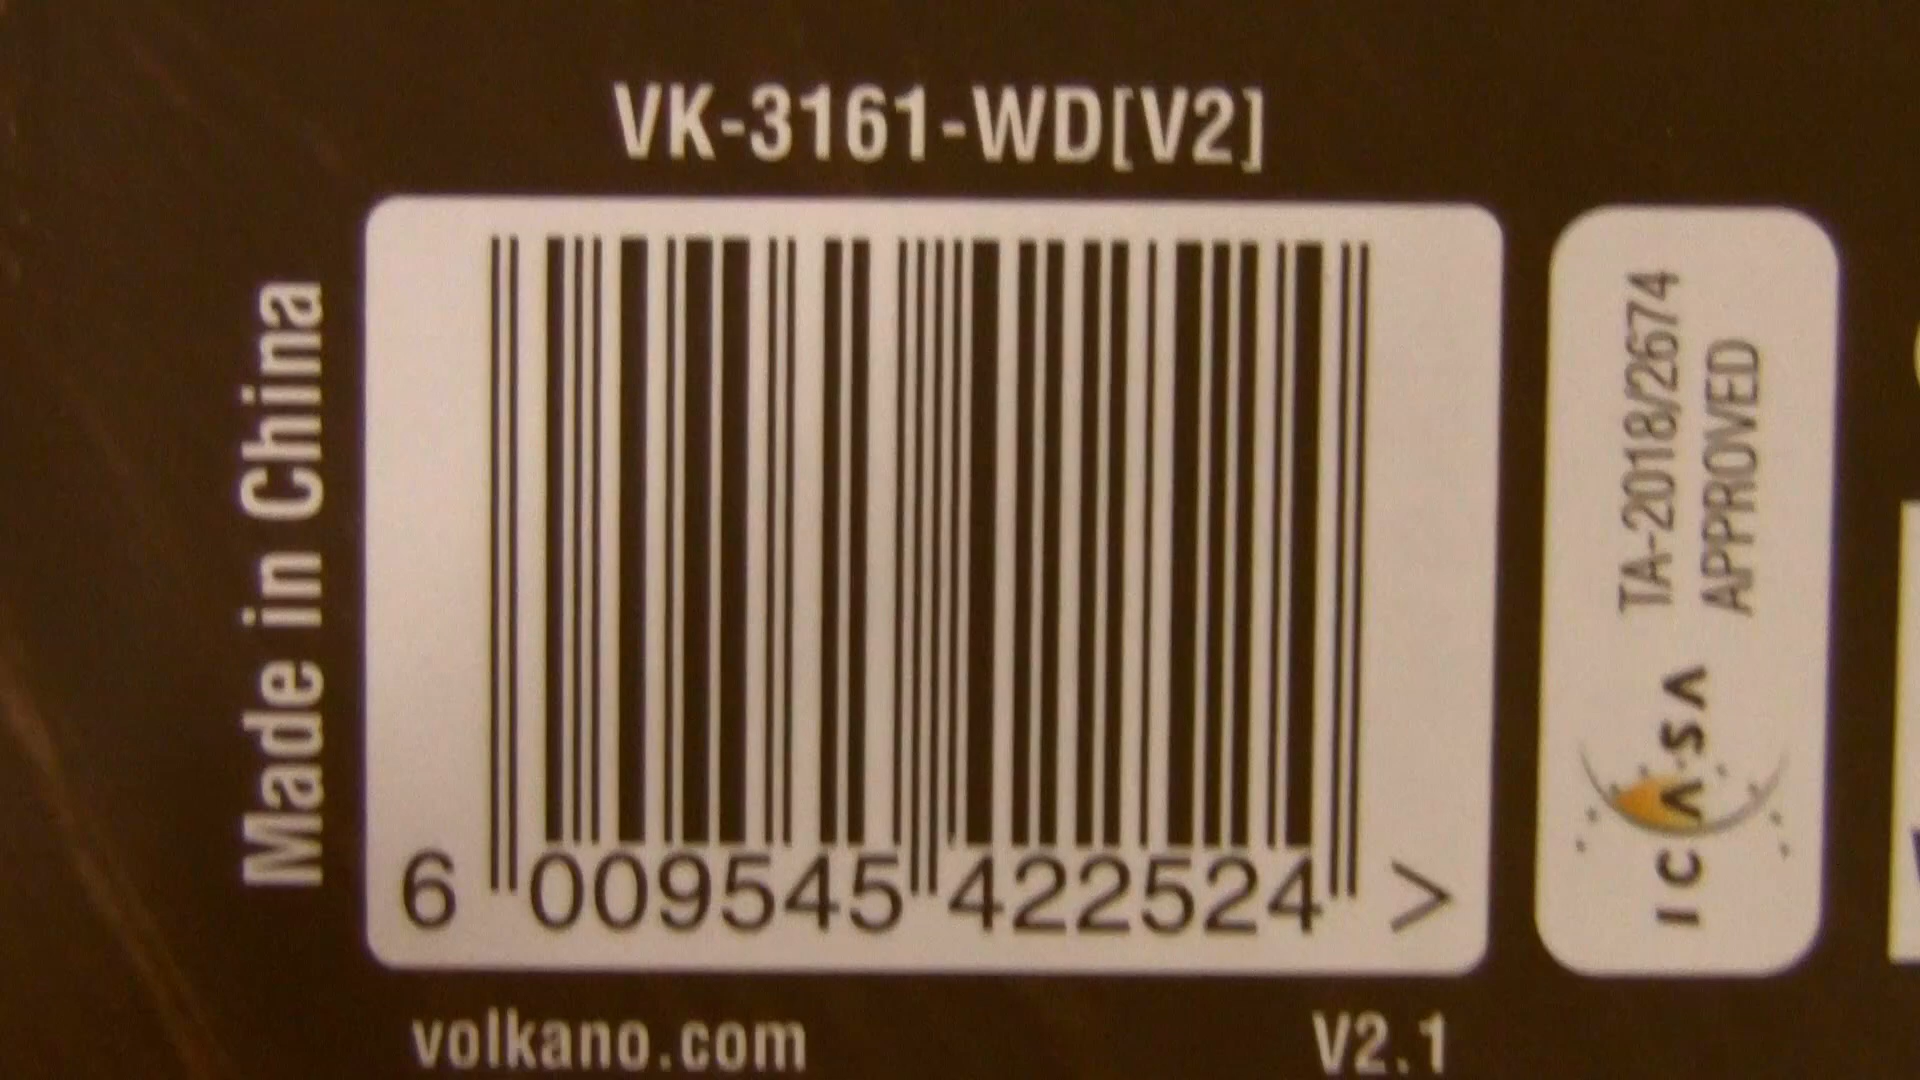 VK-3161-WD[V2]
Made in China
6 009545 422524 >
TA-2018/2674
APPROVED
ICASA
volkano.com
V2.1